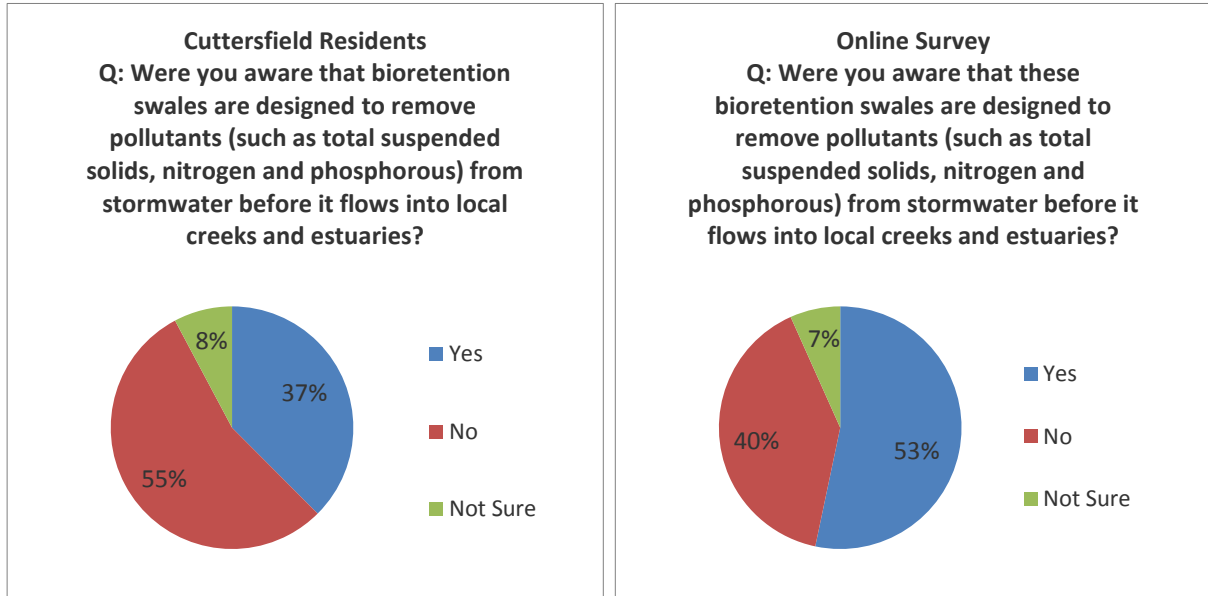 Cuttersfield Residents
Q: Were you aware that bioretention
swales are designed to remove
pollutants (such as total suspended
solids, nitrogen and phosphorous) from
stormwater before it flows into local
creeks and estuaries?
8%
37%
55%
Yes
No
Not Sure
Online Survey
Q: Were you aware that these
bioretention swales are designed to
remove pollutants (such as total
suspended solids, nitrogen and
phosphorous) from stormwater before it
flows into local creeks and estuaries?
7%
40%
53%
Yes
No
Not Sure